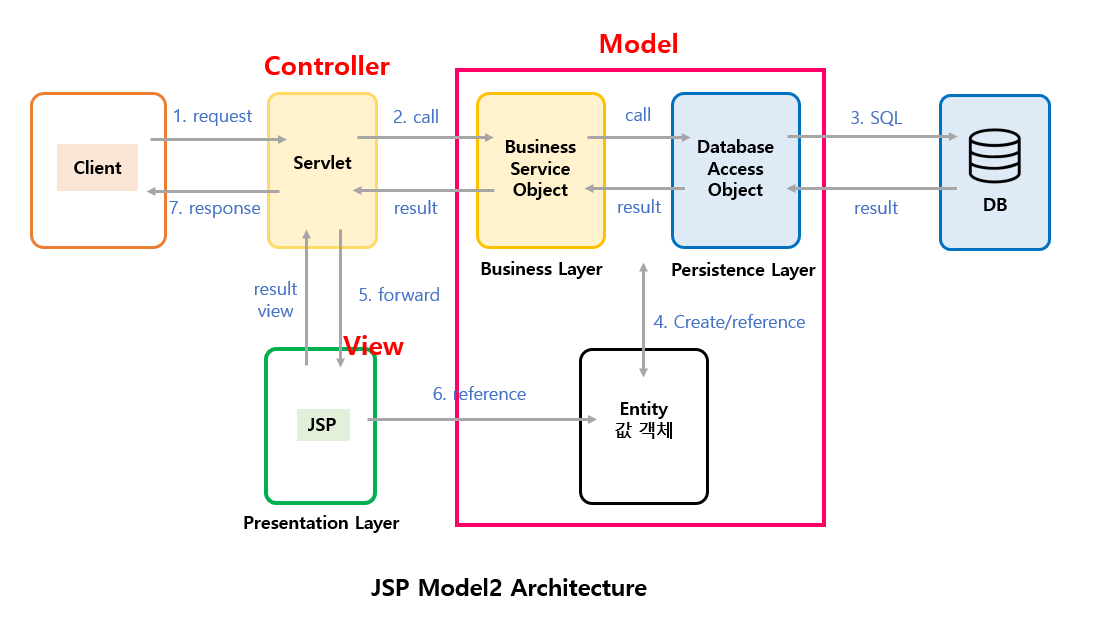 Model
Controller
1. request
2. call
call
3. SQL
Client
Servlet
Business
Service
Object
Database
Access
Object
DB
7. response
result
result
result
Business Layer
Persistence Layer
result
view
5. forward
4. Create/reference
View
6. reference
JSP
Entity
값 객체
Presentation Layer
JSP Model2 Architecture